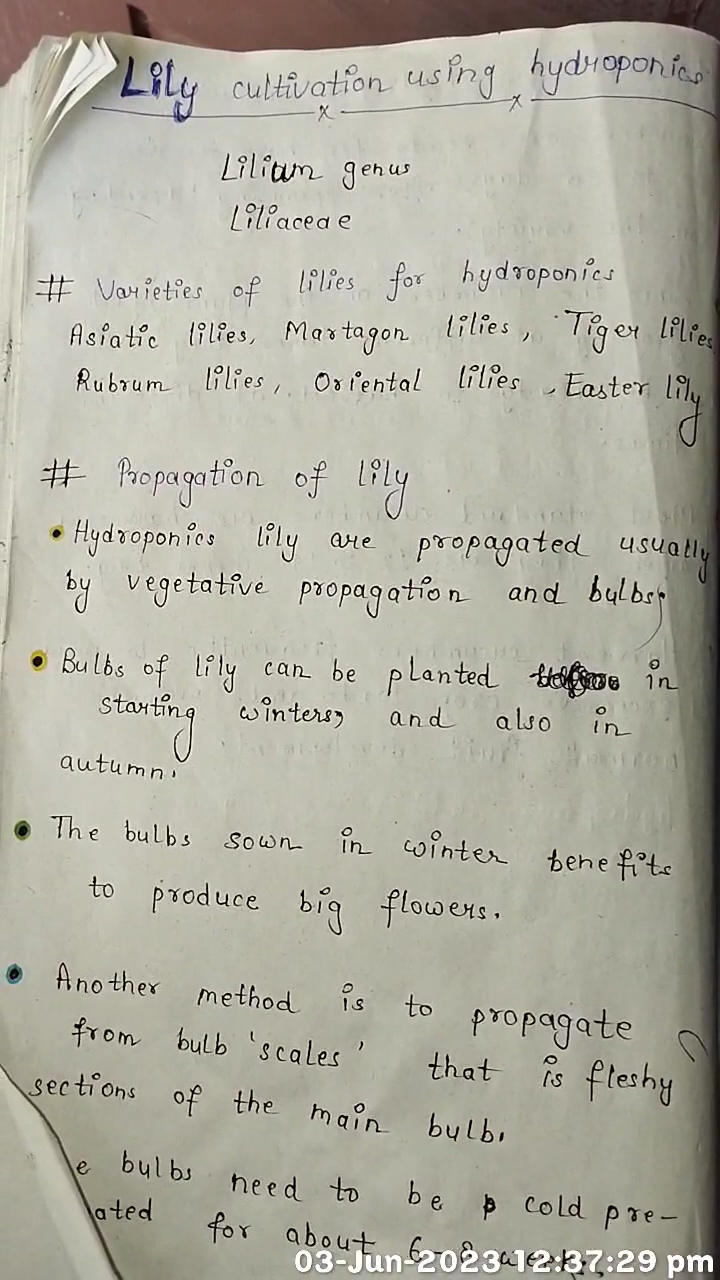 Lily cultivation using hydroponics
x x
Lilium genus
Liliaceae
# Varieties of lilies for hydroponics
Asiatic lilies, Martagon lilies, Tiger lilies
Rubrum lilies, Oriental lilies, Easter lily
# Propagation of lily
• Hydroponics lily are propagated usually
by vegetative propagation and bulbs,
• Bulbs of lily can be planted in
starting winters, and also in
autumn.
• The bulbs sown in winter benefits
to produce big flowers.
• Another method is to propagate
from bulb 'scales' that is fleshy
sections of the main bulb.
e bulbs need to be cold pre-
ated for about 6-8 weeks
03-Jun-2023 12:37:29 pm